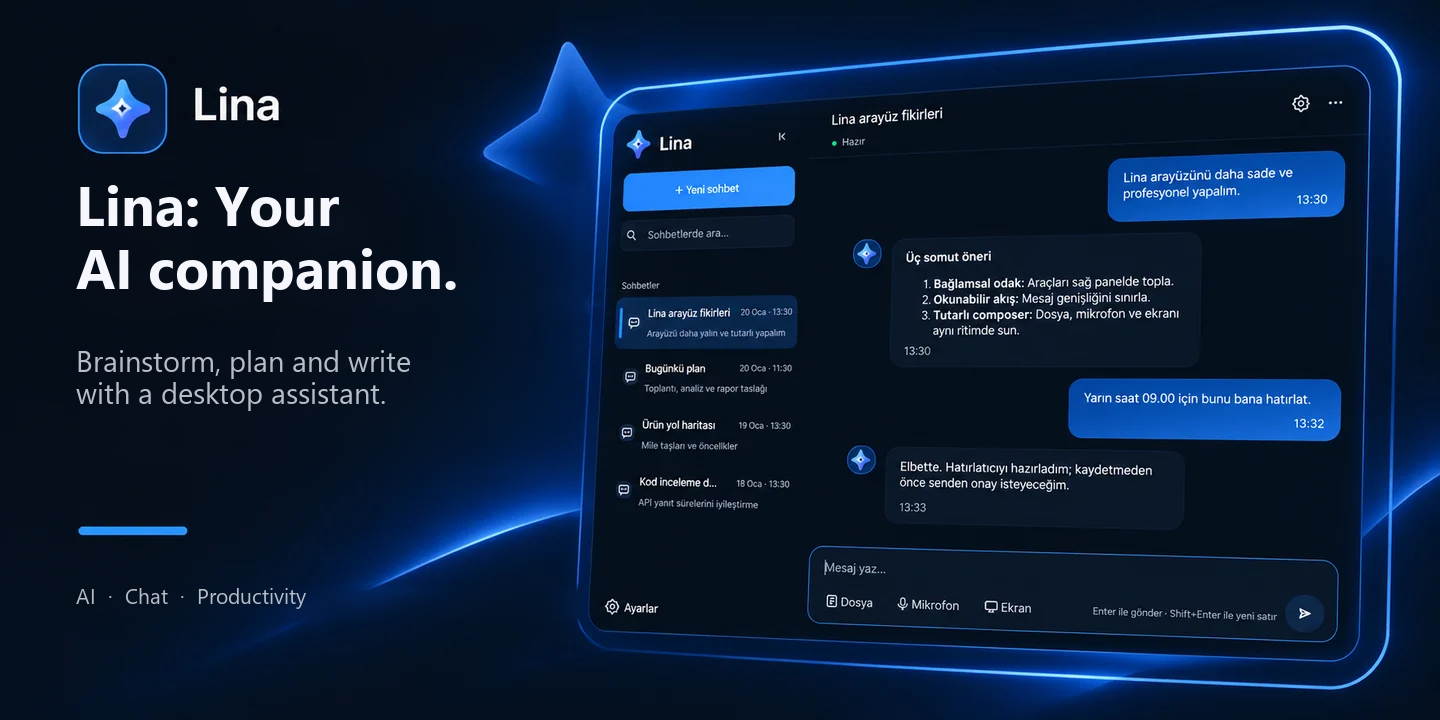 Lina
Lina: Your
AI companion.
Brainstorm, plan and write
with a desktop assistant.
AI · Chat · Productivity
Lina
+ Yeni sohbet
Sohbetlerde ara...
Sohbetler
Lina arayüz fikirleri 20 Oca · 13:30
Arayüzü daha yalın ve tutarlı yapalım
Bugünkü plan 20 Oca · 11:30
Toplantı, analiz ve rapor taslağı
Ürün yol haritası 19 Oca · 13:30
Mile taşları ve öncelikler
Kod inceleme d... 18 Oca · 13:30
API yanıt sürelerini iyileştirme
Ayarlar
Lina arayüz fikirleri
Hazır
Lina arayüzünü daha sade ve
profesyonel yapalım.
13:30
Üç somut öneri
1. Bağlamsal odak: Araçları sağ panelde topla.
2. Okunabilir akış: Mesaj genişliğini sınırla.
3. Tutarlı composer: Dosya, mikrofon ve ekranı
aynı ritimde sun.
13:30
Yarın saat 09.00 için bunu bana hatırlat.
13:32
Elbette. Hatırlatıcıyı hazırladım; kaydetmeden
önce senden onay isteyeceğim.
13:33
Mesaj yaz...
Dosya Mikrofon Ekran
Enter ile gönder · Shift+Enter ile yeni satır